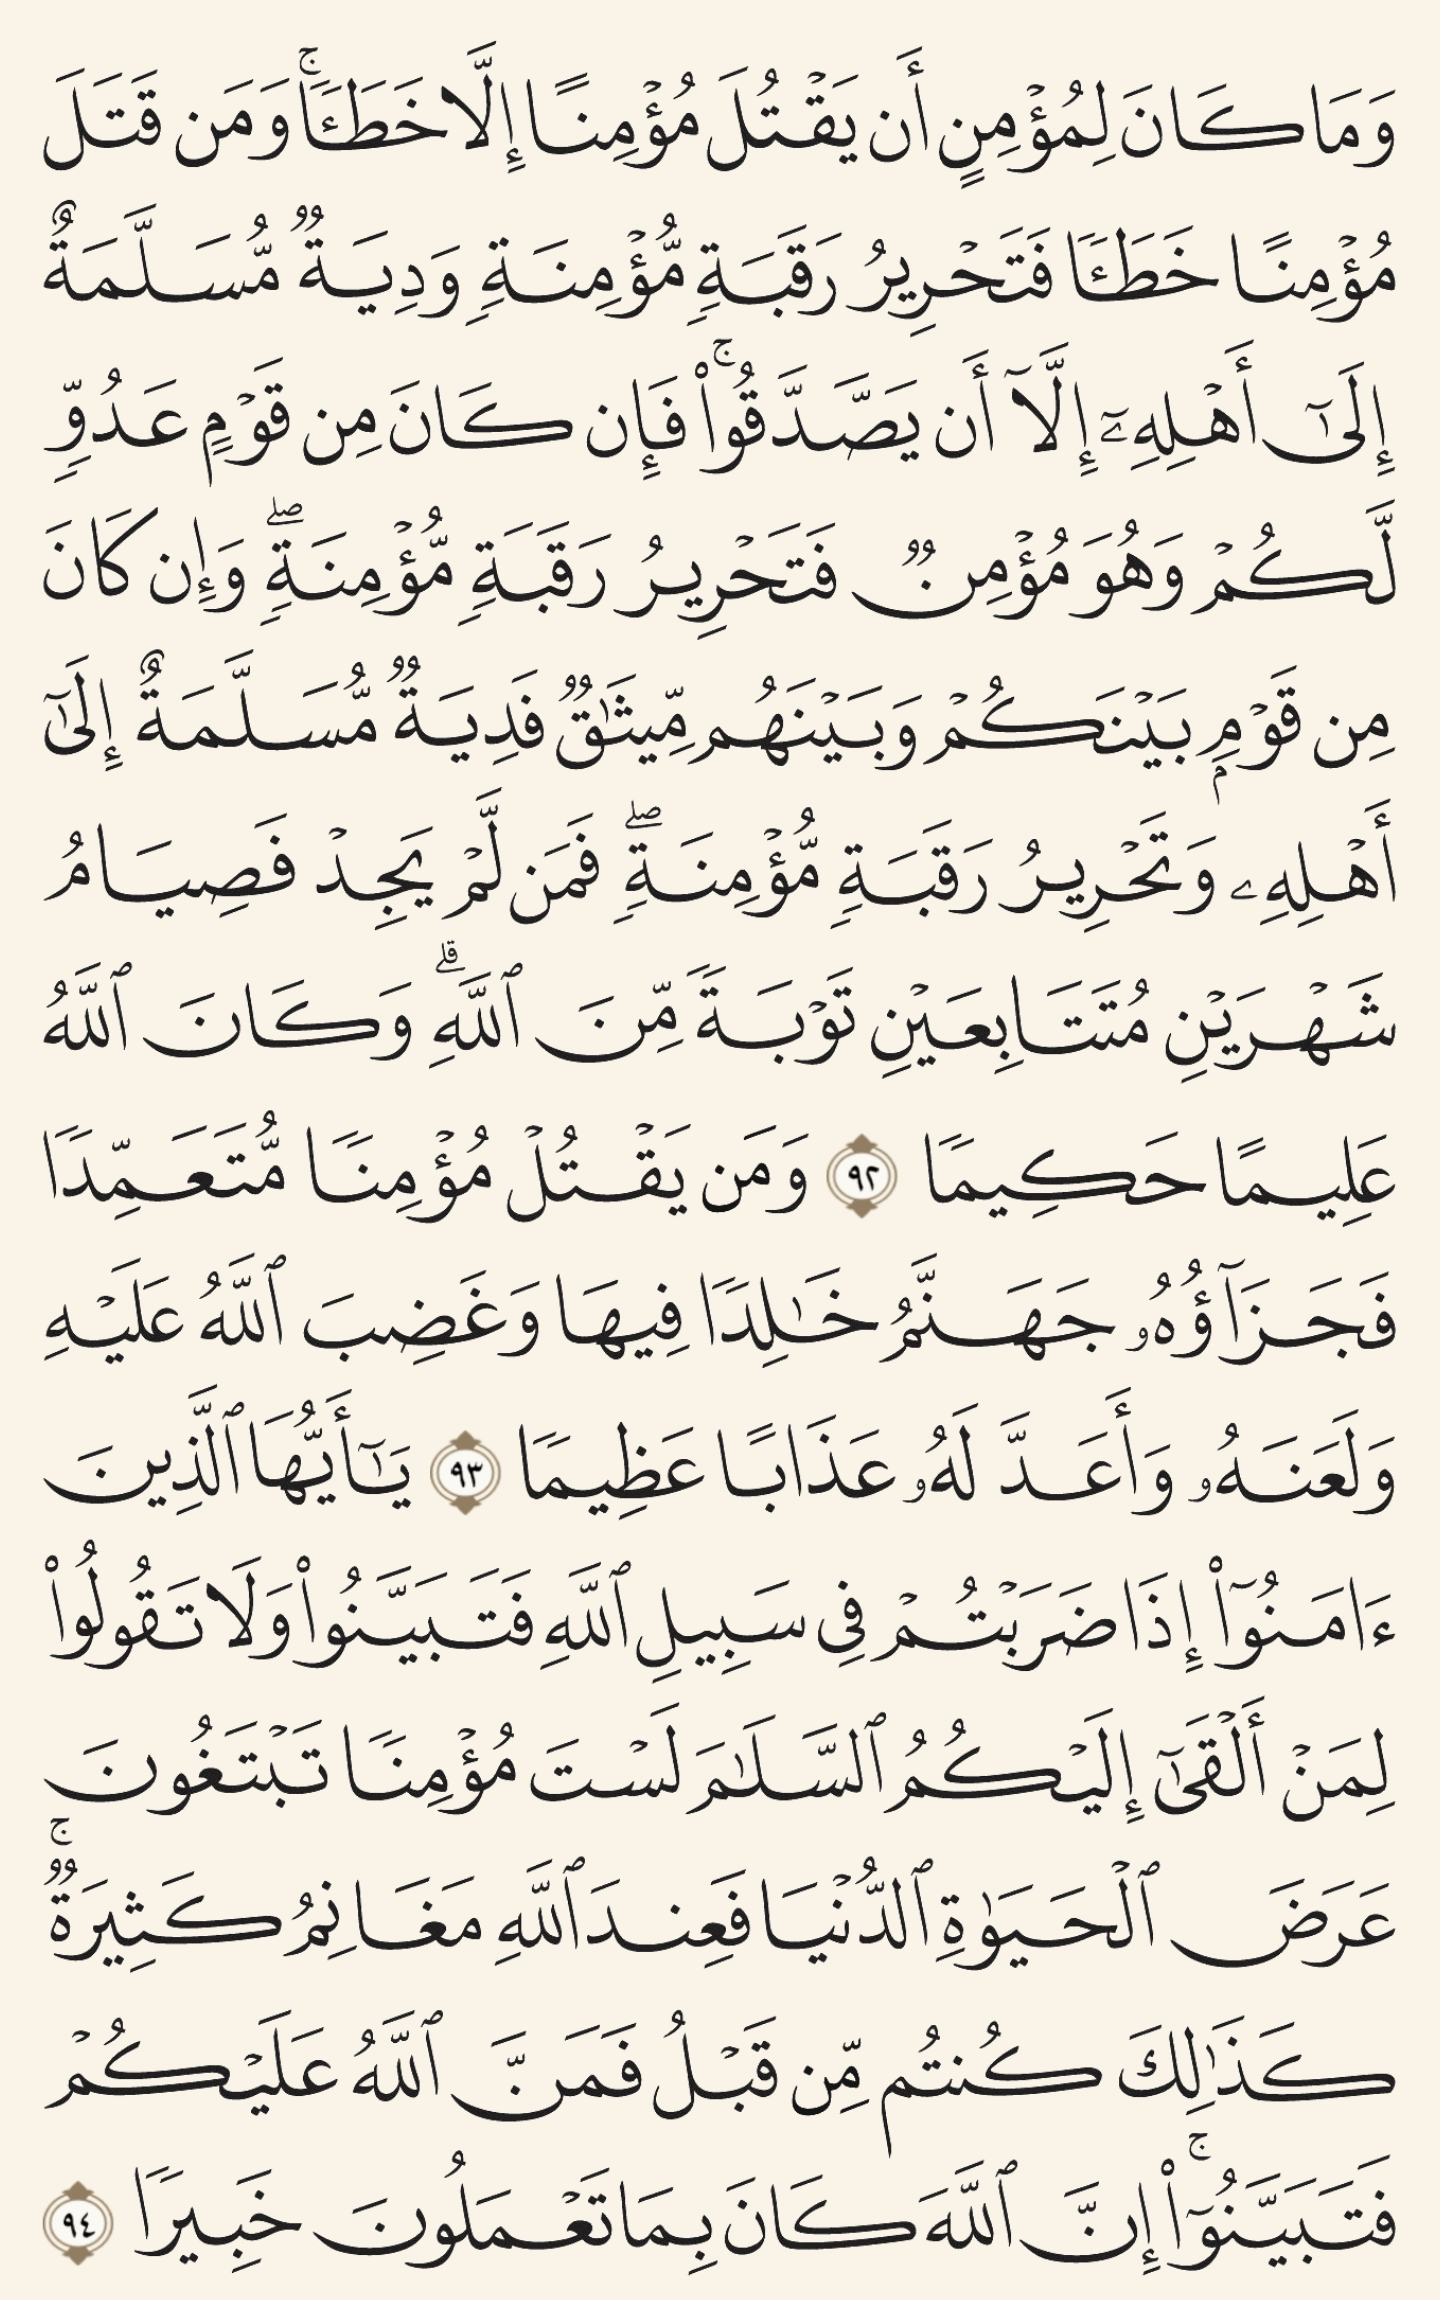 وَمَا كَانَ لِمُؤْمِنٍ أَن يَقْتُلَ مُؤْمِنًا إِلَّا خَطَـًٔا ۚ وَمَن قَتَلَ
مُؤْمِنًا خَطَـًٔا فَتَحْرِيرُ رَقَبَةٍ مُّؤْمِنَةٍ وَدِيَةٌ مُّسَلَّمَةٌ
إِلَىٰٓ أَهْلِهِۦٓ إِلَّآ أَن يَصَّدَّقُوا۟ ۚ فَإِن كَانَ مِن قَوْمٍ عَدُوٍّ
لَّكُمْ وَهُوَ مُؤْمِنٌ فَتَحْرِيرُ رَقَبَةٍ مُّؤْمِنَةٍ ۖ وَإِن كَانَ
مِن قَوْمٍۭ بَيْنَكُمْ وَبَيْنَهُم مِّيثَـٰقٌ فَدِيَةٌ مُّسَلَّمَةٌ إِلَىٰٓ
أَهْلِهِۦ وَتَحْرِيرُ رَقَبَةٍ مُّؤْمِنَةٍ ۖ فَمَن لَّمْ يَجِدْ فَصِيَامُ
شَهْرَيْنِ مُتَتَابِعَيْنِ تَوْبَةً مِّنَ ٱللَّهِ ۗ وَكَانَ ٱللَّهُ
عَلِيمًا حَكِيمًا ٩٢ وَمَن يَقْتُلْ مُؤْمِنًا مُّتَعَمِّدًا
فَجَزَآؤُهُۥ جَهَنَّمُ خَـٰلِدًا فِيهَا وَغَضِبَ ٱللَّهُ عَلَيْهِ
وَلَعَنَهُۥ وَأَعَدَّ لَهُۥ عَذَابًا عَظِيمًا ٩٣ يَـٰٓأَيُّهَا ٱلَّذِينَ
ءَامَنُوٓا۟ إِذَا ضَرَبْتُمْ فِى سَبِيلِ ٱللَّهِ فَتَبَيَّنُوا۟ وَلَا تَقُولُوا۟
لِمَنْ أَلْقَىٰٓ إِلَيْكُمُ ٱلسَّلَـٰمَ لَسْتَ مُؤْمِنًا تَبْتَغُونَ
عَرَضَ ٱلْحَيَوٰةِ ٱلدُّنْيَا فَعِندَ ٱللَّهِ مَغَانِمُ كَثِيرَةٌ ۚ
كَذَٰلِكَ كُنتُم مِّن قَبْلُ فَمَنَّ ٱللَّهُ عَلَيْكُمْ
فَتَبَيَّنُوٓا۟ ۚ إِنَّ ٱللَّهَ كَانَ بِمَا تَعْمَلُونَ خَبِيرًا ٩٤